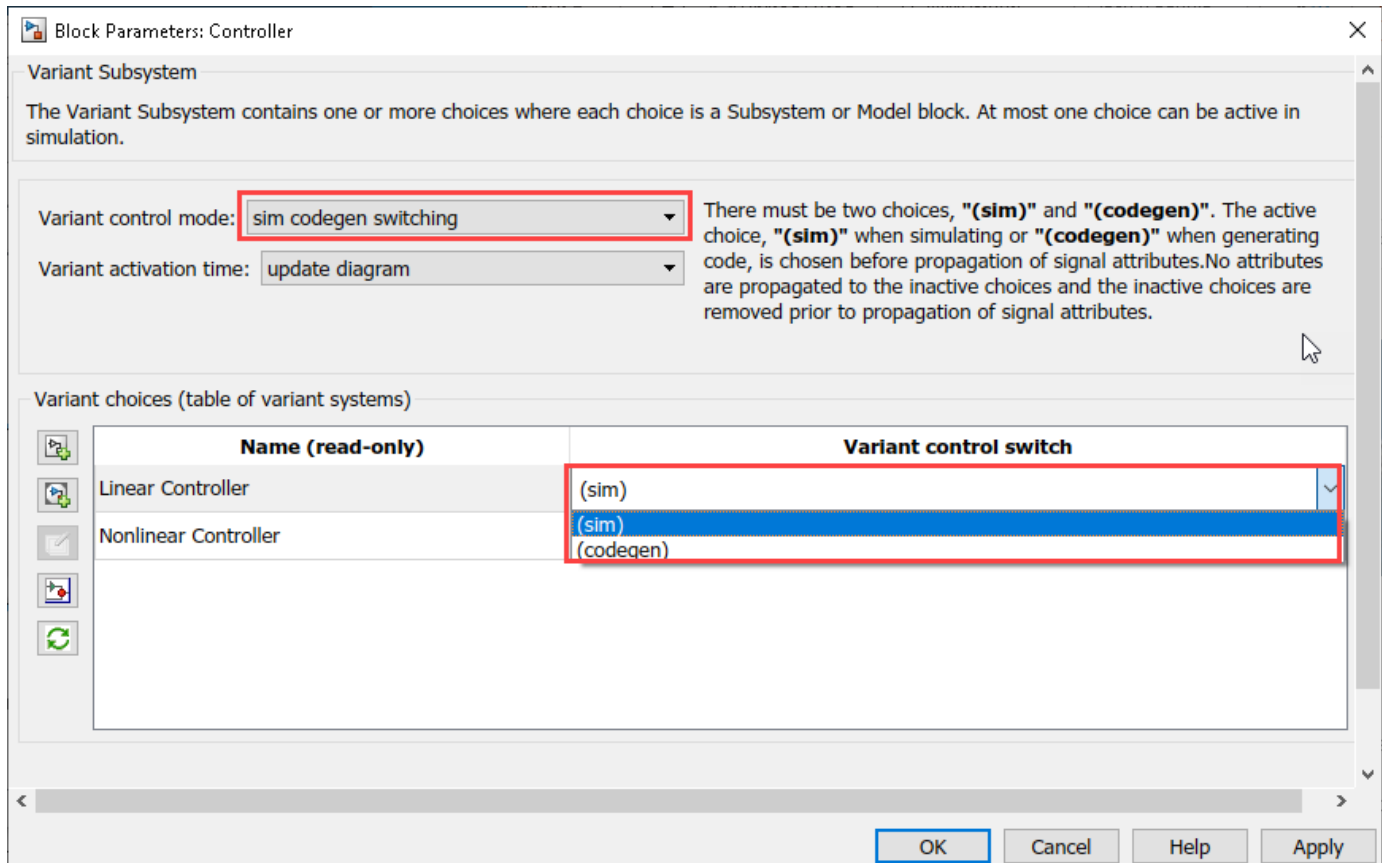 Block Parameters: Controller
Variant Subsystem
The Variant Subsystem contains one or more choices where each choice is a Subsystem or Model block. At most one choice can be active in
simulation.
Variant control mode: sim codegen switching
Variant activation time: update diagram
There must be two choices, "(sim)" and "(codegen)". The active
choice, "(sim)" when simulating or "(codegen)" when generating
code, is chosen before propagation of signal attributes.No attributes
are propagated to the inactive choices and the inactive choices are
removed prior to propagation of signal attributes.
Variant choices (table of variant systems)
Name (read-only) Variant control switch
Linear Controller (sim)
(sim)
Nonlinear Controller (codegen)
OK Cancel Help Apply